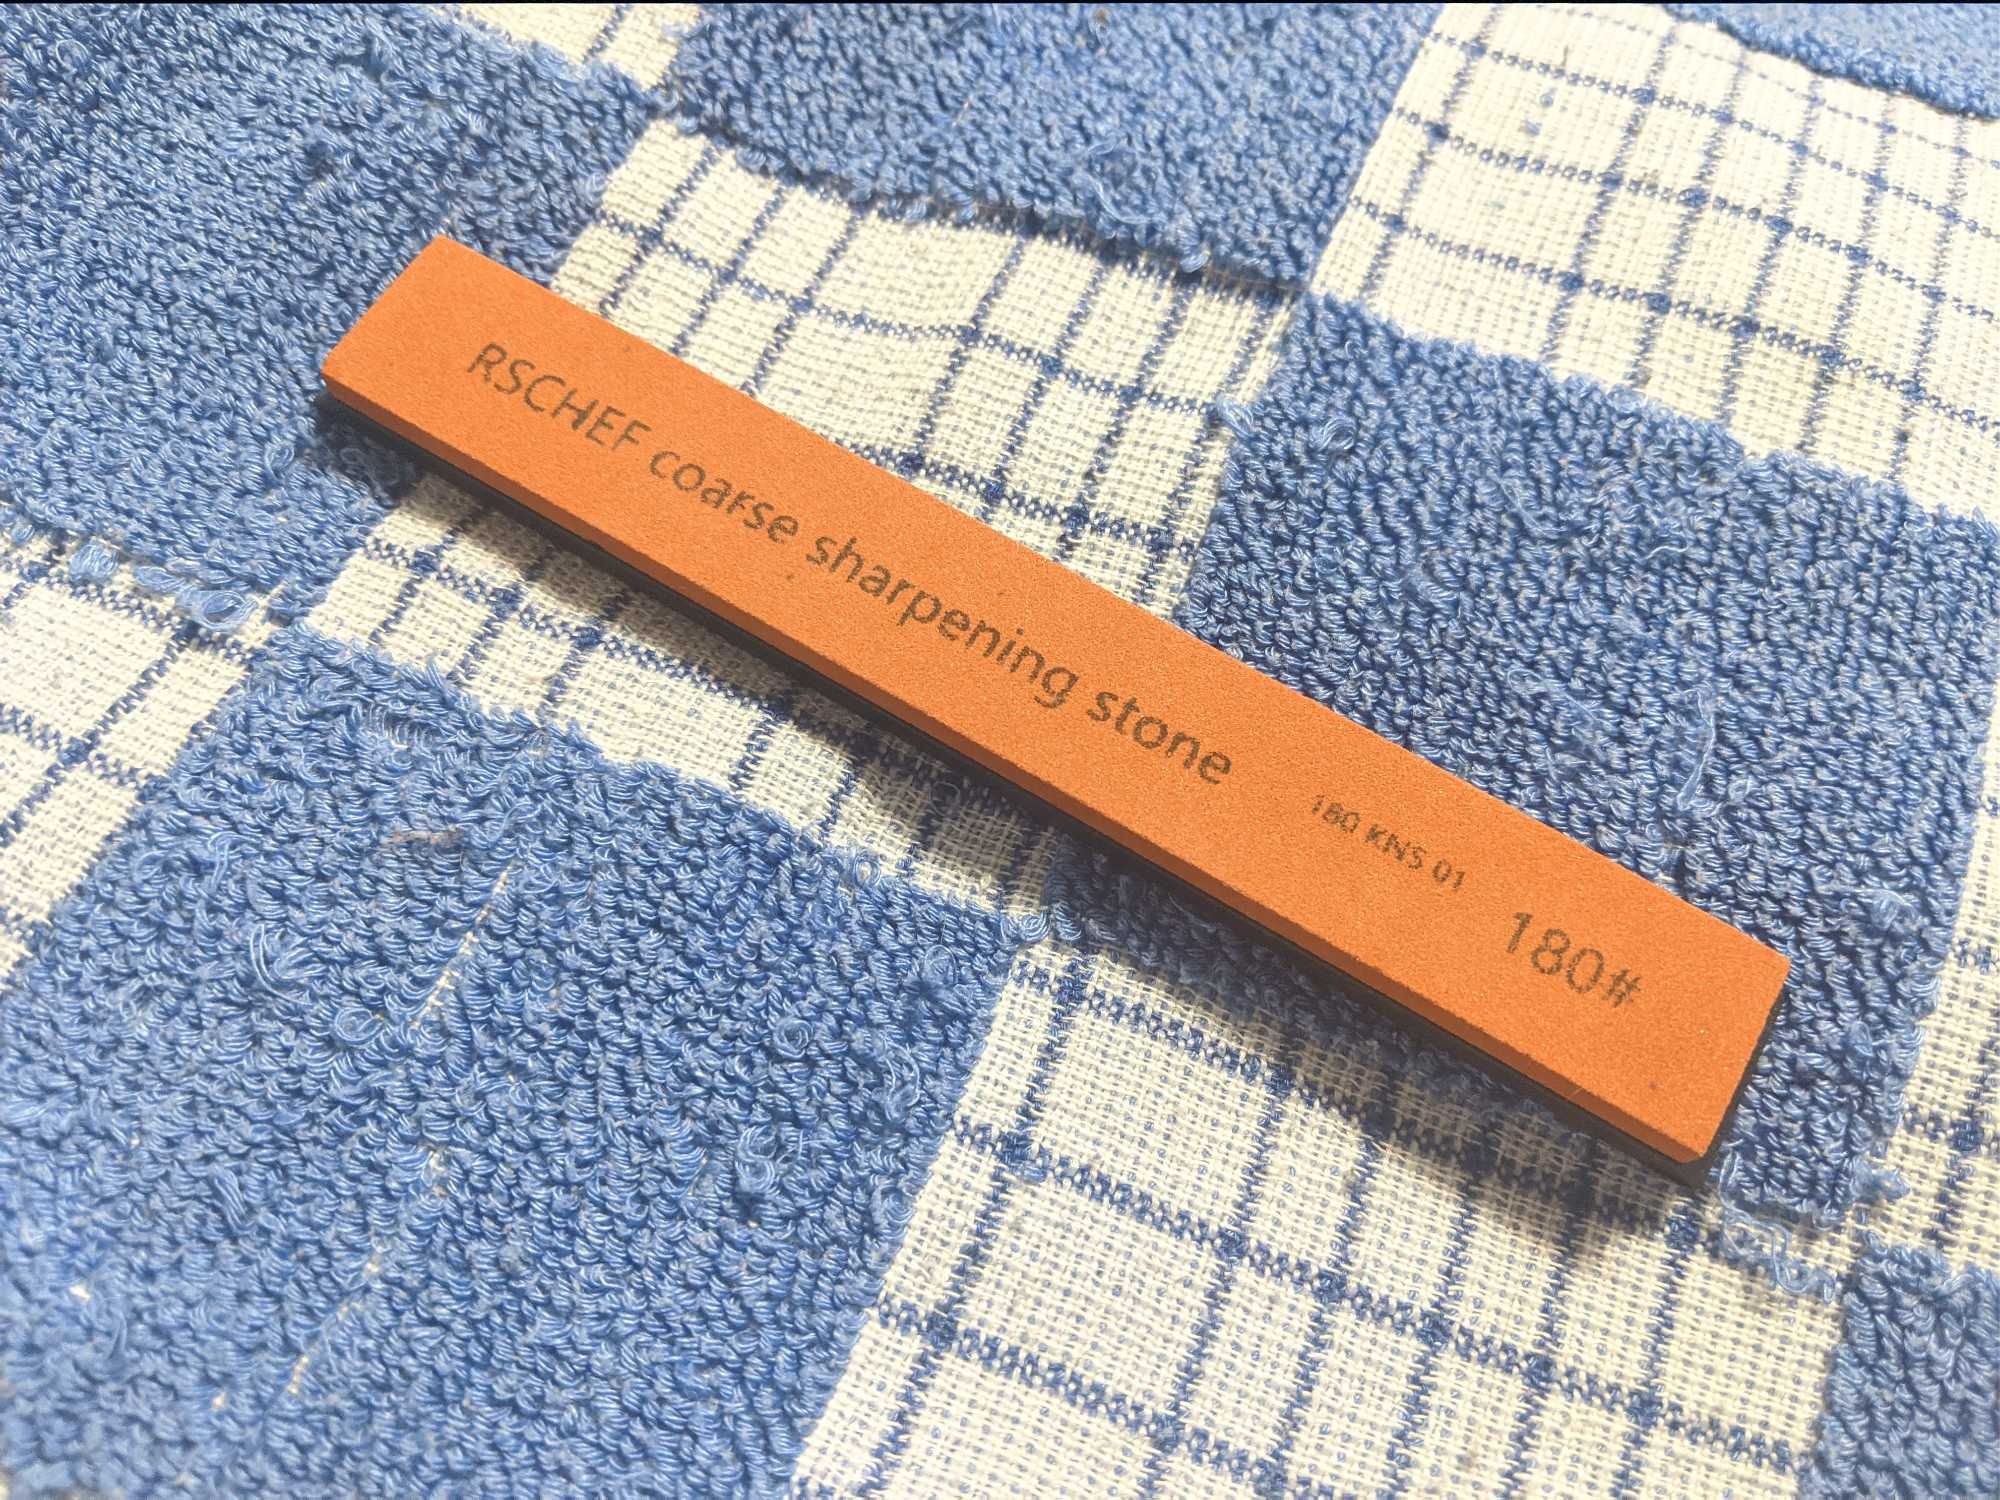 RSCHEF coarse sharpening stone
180 KNS 01
180#